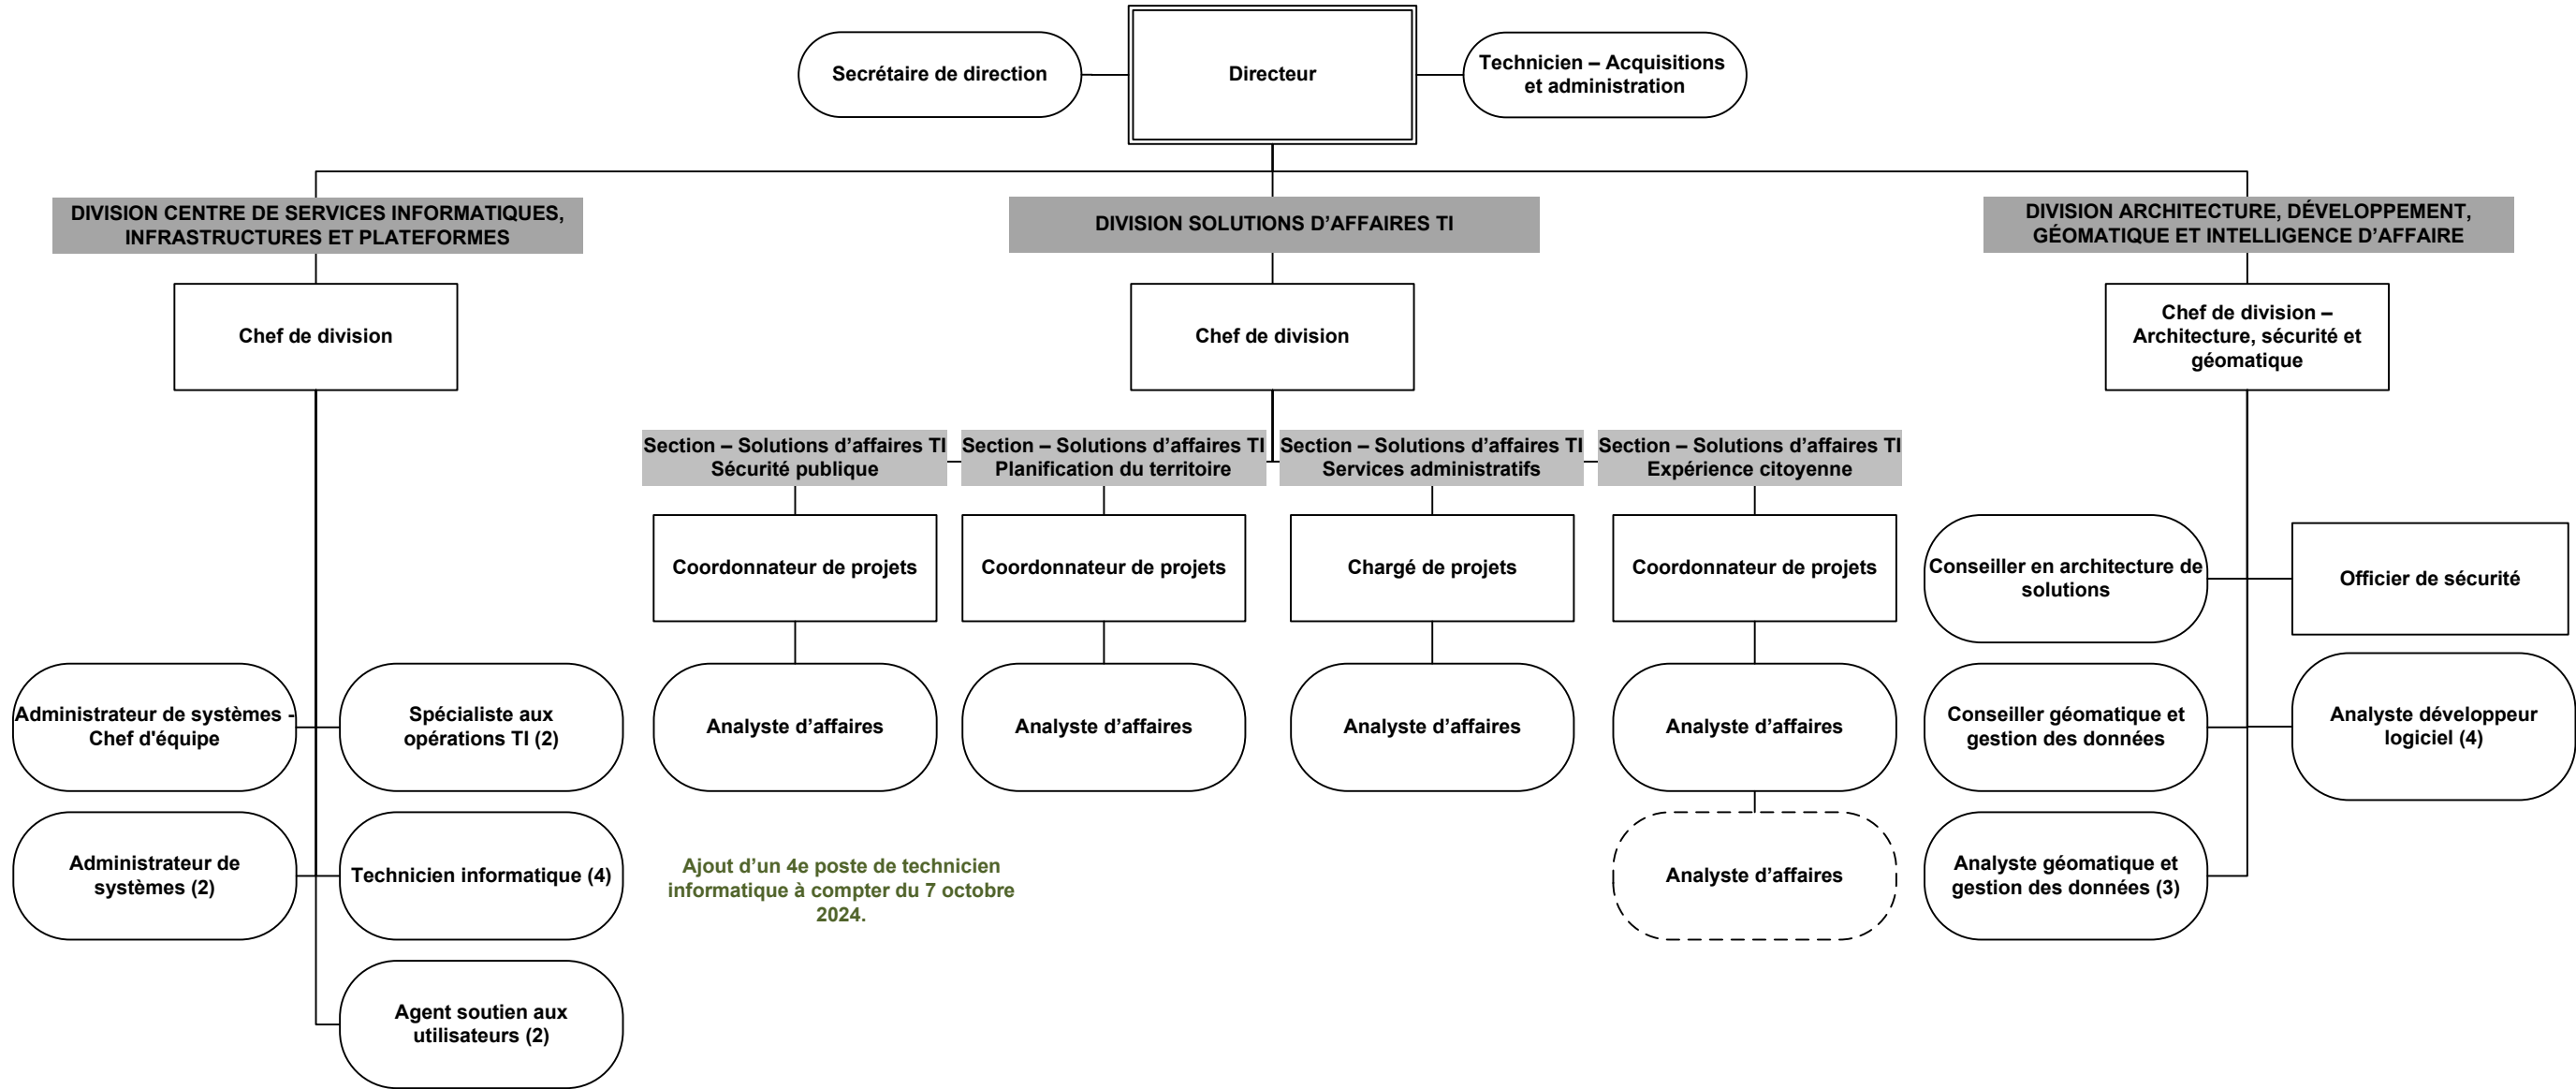 Secrétaire de direction
Directeur
Technicien – Acquisitions
et administration
DIVISION CENTRE DE SERVICES INFORMATIQUES,
INFRASTRUCTURES ET PLATEFORMES
DIVISION SOLUTIONS D’AFFAIRES TI
DIVISION ARCHITECTURE, DÉVELOPPEMENT,
GÉOMATIQUE ET INTELLIGENCE D’AFFAIRE
Chef de division
Chef de division
Chef de division –
Architecture, sécurité et
géomatique
Section – Solutions d’affaires TI
Sécurité publique
Section – Solutions d’affaires TI
Planification du territoire
Section – Solutions d’affaires TI
Services administratifs
Section – Solutions d’affaires TI
Expérience citoyenne
Coordonnateur de projets
Coordonnateur de projets
Chargé de projets
Coordonnateur de projets
Conseiller en architecture de
solutions
Officier de sécurité
Administrateur de systèmes -
Chef d'équipe
Spécialiste aux
opérations TI (2)
Analyste d’affaires
Analyste d’affaires
Analyste d’affaires
Analyste d’affaires
Conseiller géomatique et
gestion des données
Analyste développeur
logiciel (4)
Administrateur de
systèmes (2)
Technicien informatique (4)
Ajout d’un 4e poste de technicien
informatique à compter du 7 octobre
2024.
Analyste d’affaires
Analyste géomatique et
gestion des données (3)
Agent soutien aux
utilisateurs (2)